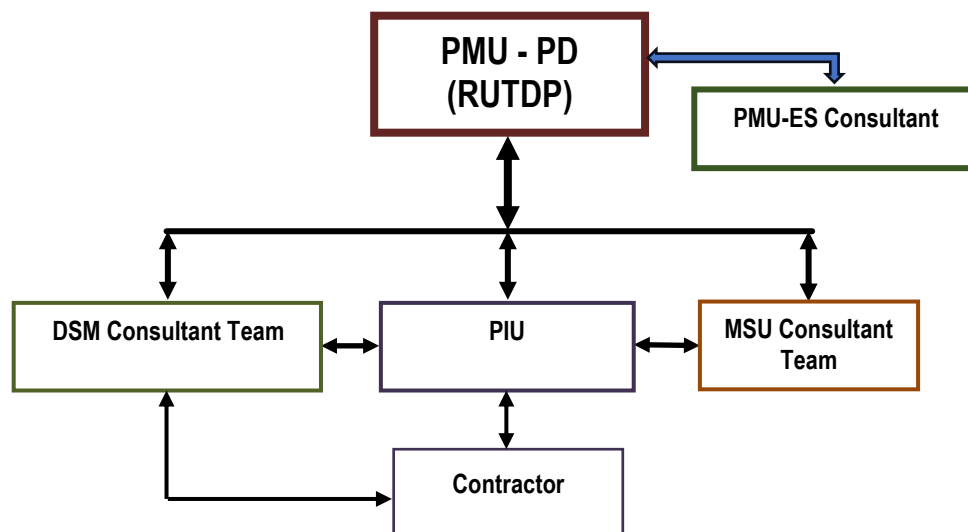 PMU - PD
(RUTDP)
PMU-ES Consultant
DSM Consultant Team
PIU
MSU Consultant
Team
Contractor